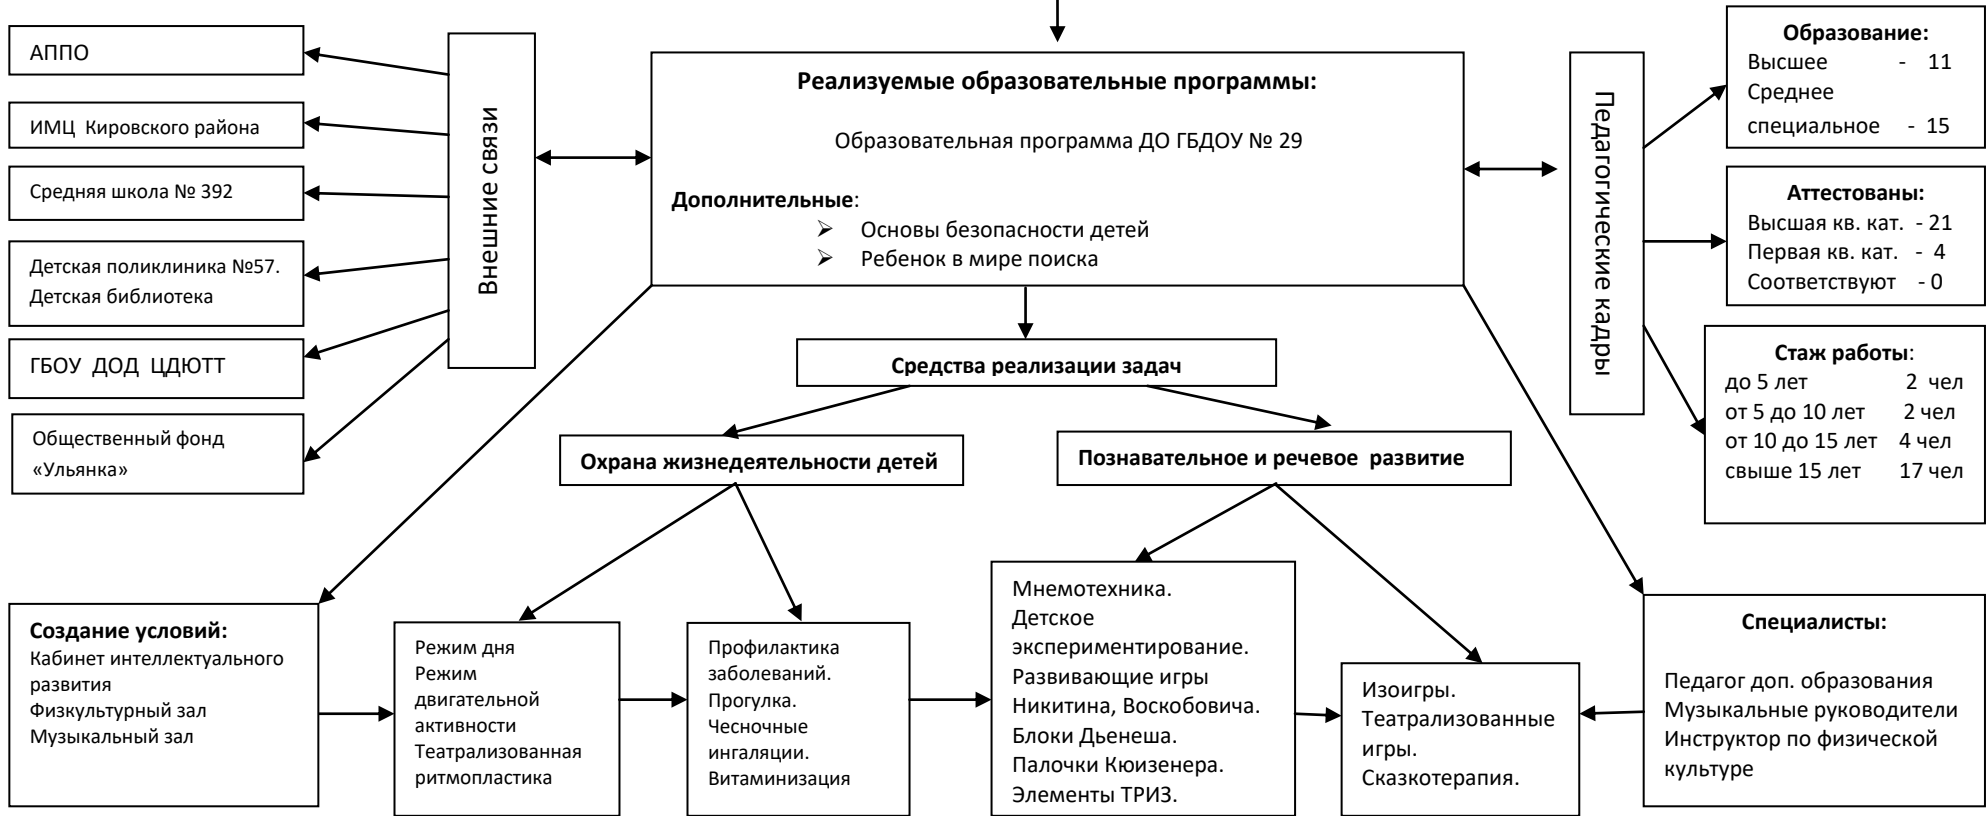 АППО
ИМЦ Кировского района
Средняя школа № 392
Детская поликлиника №57.
Детская библиотека
ГБОУ ДОД ЦДЮТТ
Общественный фонд
«Ульянка»
Внешние связи
Реализуемые образовательные программы:
Образовательная программа ДО ГБДОУ № 29
Дополнительные:
Основы безопасности детей
Ребенок в мире поиска
Педагогические кадры
Образование:
Высшее - 11
Среднее
специальное - 15
Аттестованы:
Высшая кв. кат. - 21
Первая кв. кат. - 4
Соответствуют - 0
Стаж работы:
до 5 лет 2 чел
от 5 до 10 лет 2 чел
от 10 до 15 лет 4 чел
свыше 15 лет 17 чел
Средства реализации задач
Охрана жизнедеятельности детей
Познавательное и речевое развитие
Создание условий:
Кабинет интеллектуального
развития
Физкультурный зал
Музыкальный зал
Режим дня
Режим
двигательной
активности
Театрализованная
ритмопластика
Профилактика
заболеваний.
Прогулка.
Чесночные
ингаляции.
Витаминизация
Мнемотехника.
Детское
экспериментирование.
Развивающие игры
Никитина, Воскобовича.
Блоки Дьенеша.
Палочки Кюизенера.
Элементы ТРИЗ.
Изоигры.
Театрализованные
игры.
Сказкотерапия.
Специалисты:
Педагог доп. образования
Музыкальные руководители
Инструктор по физической
культуре